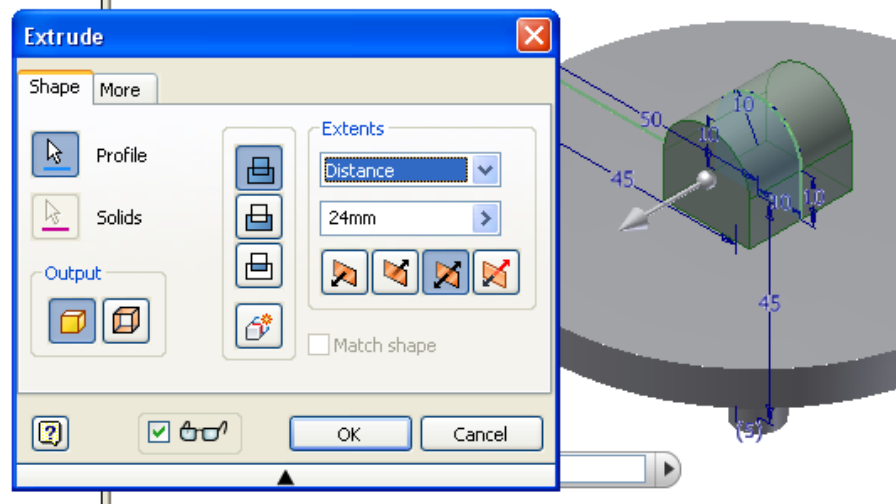 Extrude
Shape
More
Profile
Solids
Output
Extents
Distance
24mm
Match shape
OK
Cancel
50
10
10
45
10
10
45
(5)